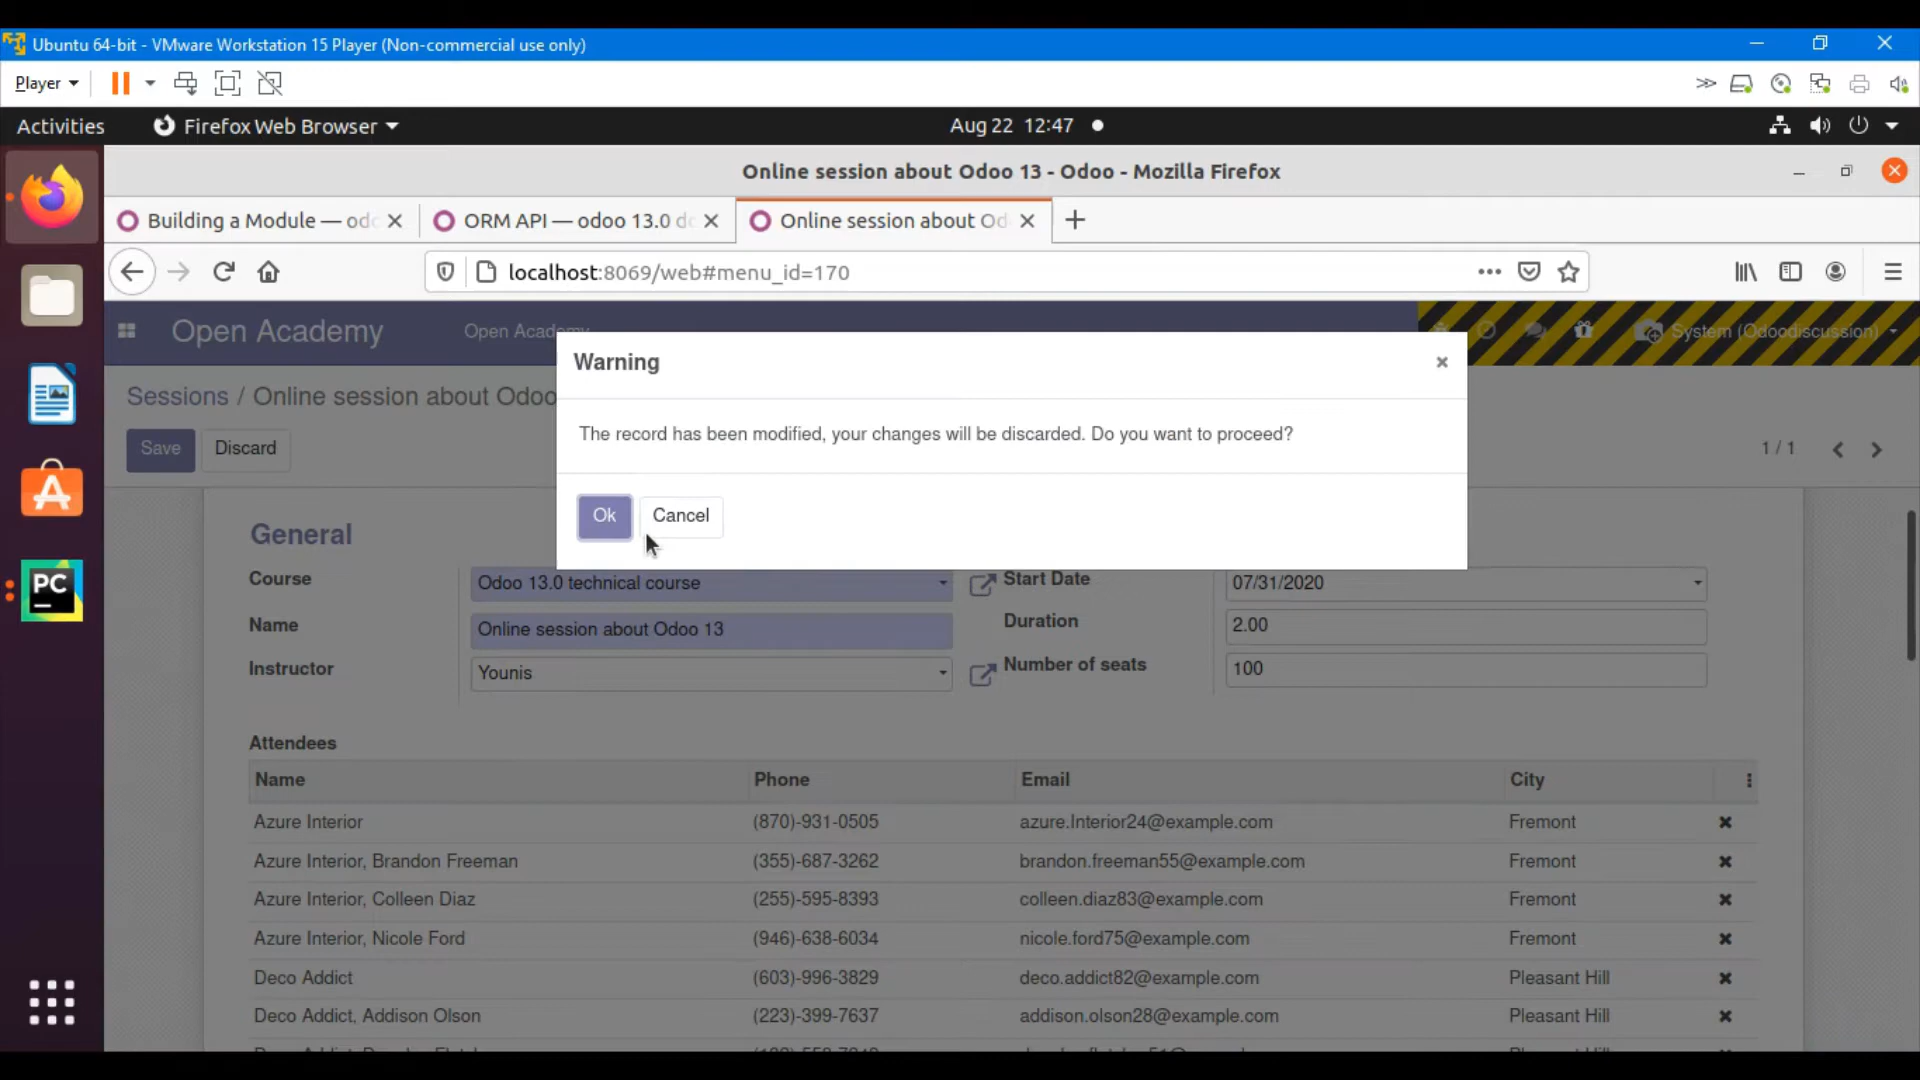 Ubuntu 64-bit - VMware Workstation 15 Player (Non-commercial use only)
Player
Activities
Firefox Web Browser
Aug 22 12:47
Online session about Odoo 13 - Odoo - Mozilla Firefox
Building a Module — odo
ORM API — odoo 13.0 d
Online session about Od
localhost:8069/web#menu_id=170
Open Academy
Open Academy
System (Odoodiscussion)
Warning
Sessions / Online session about Odoo
The record has been modified, your changes will be discarded. Do you want to proceed?
Save
Discard
1 / 1
Ok
Cancel
General
Course
Odoo 13.0 technical course
Start Date
07/31/2020
Name
Online session about Odoo 13
Duration
2.00
Instructor
Younis
Number of seats
100
Attendees
Name Phone Email City
Azure Interior (870)-931-0505 azure.Interior24@example.com Fremont
Azure Interior, Brandon Freeman (355)-687-3262 brandon.freeman55@example.com Fremont
Azure Interior, Colleen Diaz (255)-595-8393 colleen.diaz83@example.com Fremont
Azure Interior, Nicole Ford (946)-638-6034 nicole.ford75@example.com Fremont
Deco Addict (603)-996-3829 deco.addict82@example.com Pleasant Hill
Deco Addict, Addison Olson (223)-399-7637 addison.olson28@example.com Pleasant Hill
PC